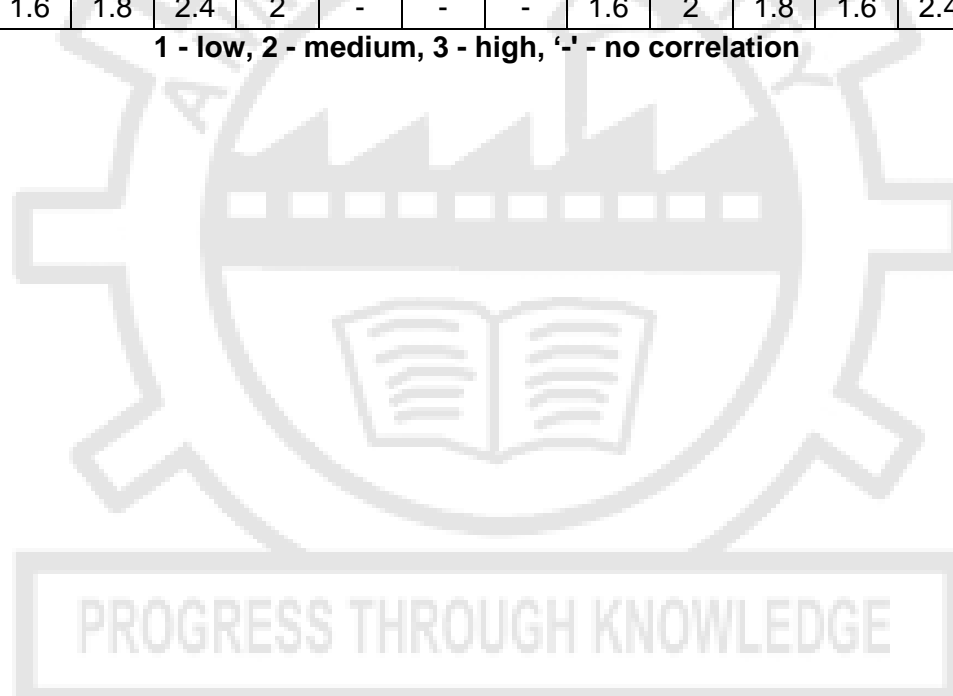 1.6 1.8 2.4 2 - - - 1.6 2 1.8 1.6 2.4
1 - low, 2 - medium, 3 - high, ‘-' - no correlation
PROGRESS THROUGH KNOWLEDGE